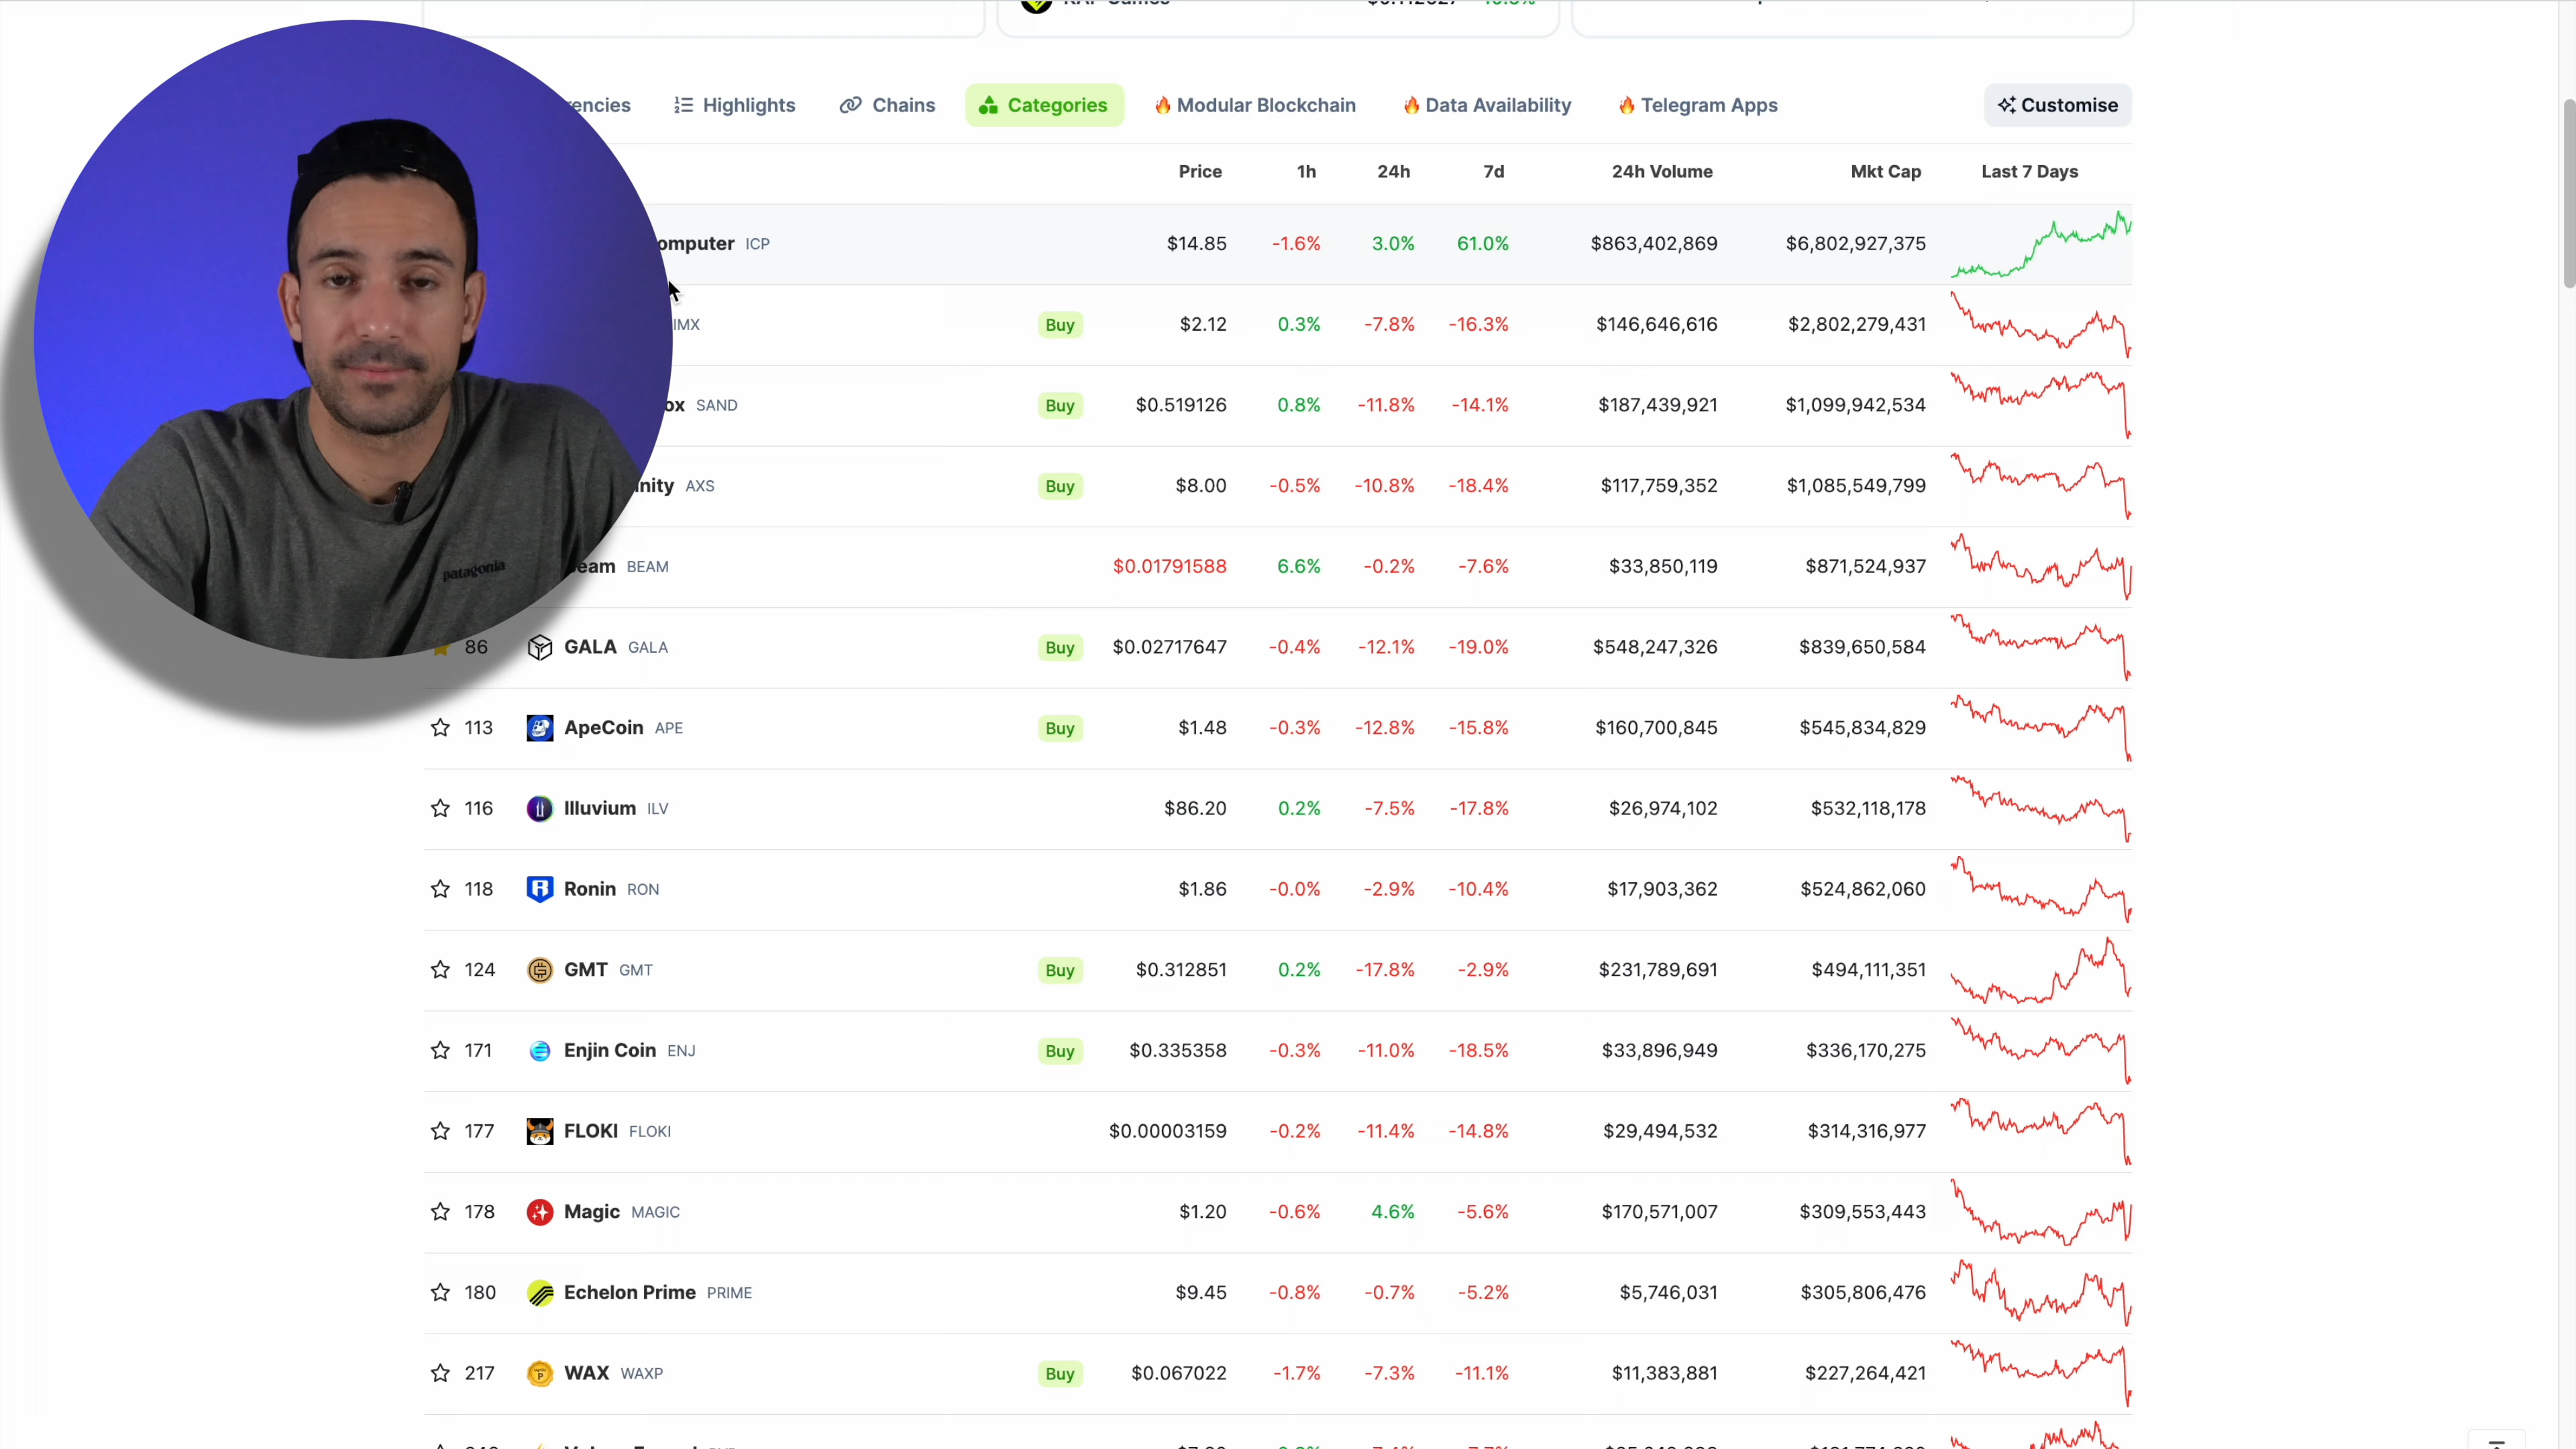 Highlights Chains Categories Modular Blockchain Data Availability Telegram Apps Customise
Price 1h 24h 7d 24h Volume Mkt Cap Last 7 Days
ICP $14.85 -1.6% 3.0% 61.0% $863,402,869 $6,802,927,375
IMX Buy $2.12 0.3% -7.8% -16.3% $146,646,616 $2,802,279,431
SAND Buy $0.519126 0.8% -11.8% -14.1% $187,439,921 $1,099,942,534
AXS Buy $8.00 -0.5% -10.8% -18.4% $117,759,352 $1,085,549,799
BEAM $0.01791588 6.6% -0.2% -7.6% $33,850,119 $871,524,937
patagonia
86 GALA GALA Buy $0.02717647 -0.4% -12.1% -19.0% $548,247,326 $839,650,584
113 ApeCoin APE Buy $1.48 -0.3% -12.8% -15.8% $160,700,845 $545,834,829
116 Illuvium ILV $86.20 0.2% -7.5% -17.8% $26,974,102 $532,118,178
118 Ronin RON $1.86 -0.0% -2.9% -10.4% $17,903,362 $524,862,060
124 GMT GMT Buy $0.312851 0.2% -17.8% -2.9% $231,789,691 $494,111,351
171 Enjin Coin ENJ Buy $0.335358 -0.3% -11.0% -18.5% $33,896,949 $336,170,275
177 FLOKI FLOKI $0.00003159 -0.2% -11.4% -14.8% $29,494,532 $314,316,977
178 Magic MAGIC $1.20 -0.6% 4.6% -5.6% $170,571,007 $309,553,443
180 Echelon Prime PRIME $9.45 -0.8% -0.7% -5.2% $5,746,031 $305,806,476
217 WAX WAXP Buy $0.067022 -1.7% -7.3% -11.1% $11,383,881 $227,264,421